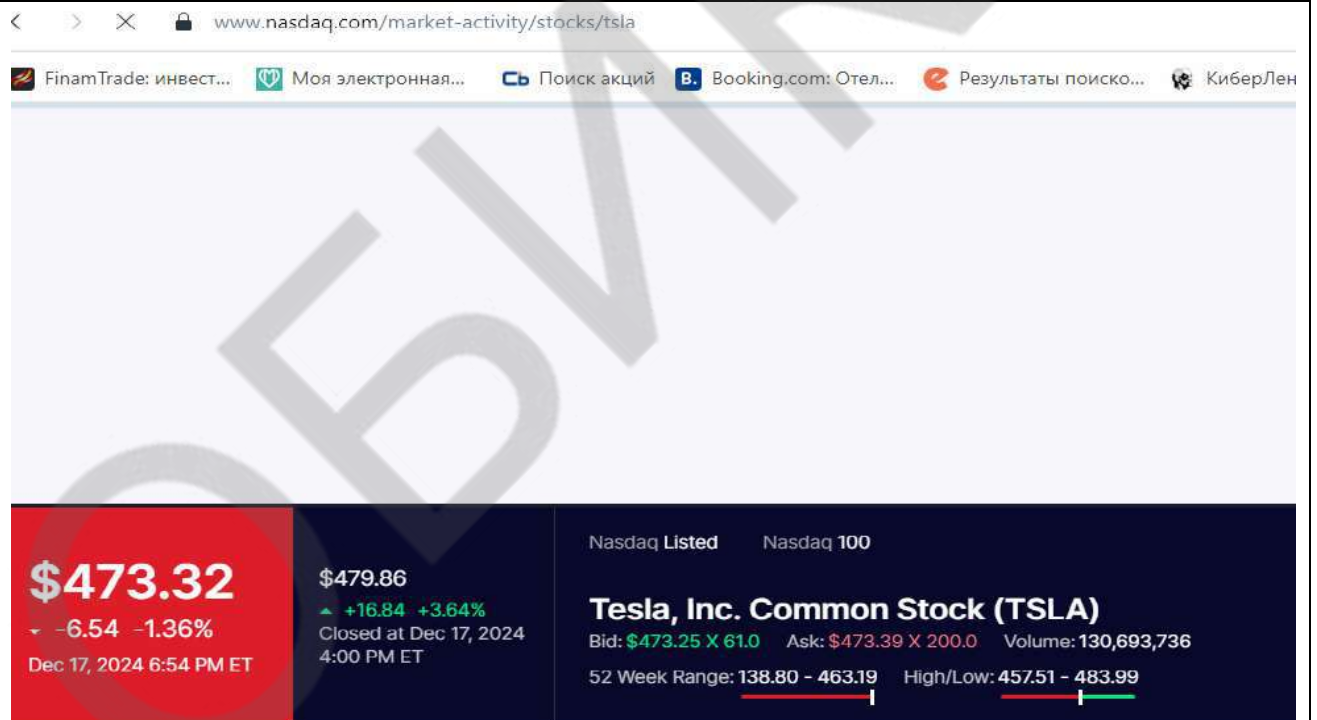 www.nasdaq.com/market-activity/stocks/tsla
FinamTrade: инвест... Моя электронная... Сь Поиск акций B. Booking.com: Отел... Результаты поиско... КиберЛен
ОБИ
$473.32
-6.54 -1.36%
Dec 17, 2024 6:54 PM ET
$479.86
+16.84 +3.64%
Closed at Dec 17, 2024
4:00 PM ET
Nasdaq Listed Nasdaq 100
Tesla, Inc. Common Stock (TSLA)
Bid: $473.25 X 61.0 Ask: $473.39 X 200.0 Volume: 130,693,736
52 Week Range: 138.80 - 463.19 High/Low: 457.51 - 483.99